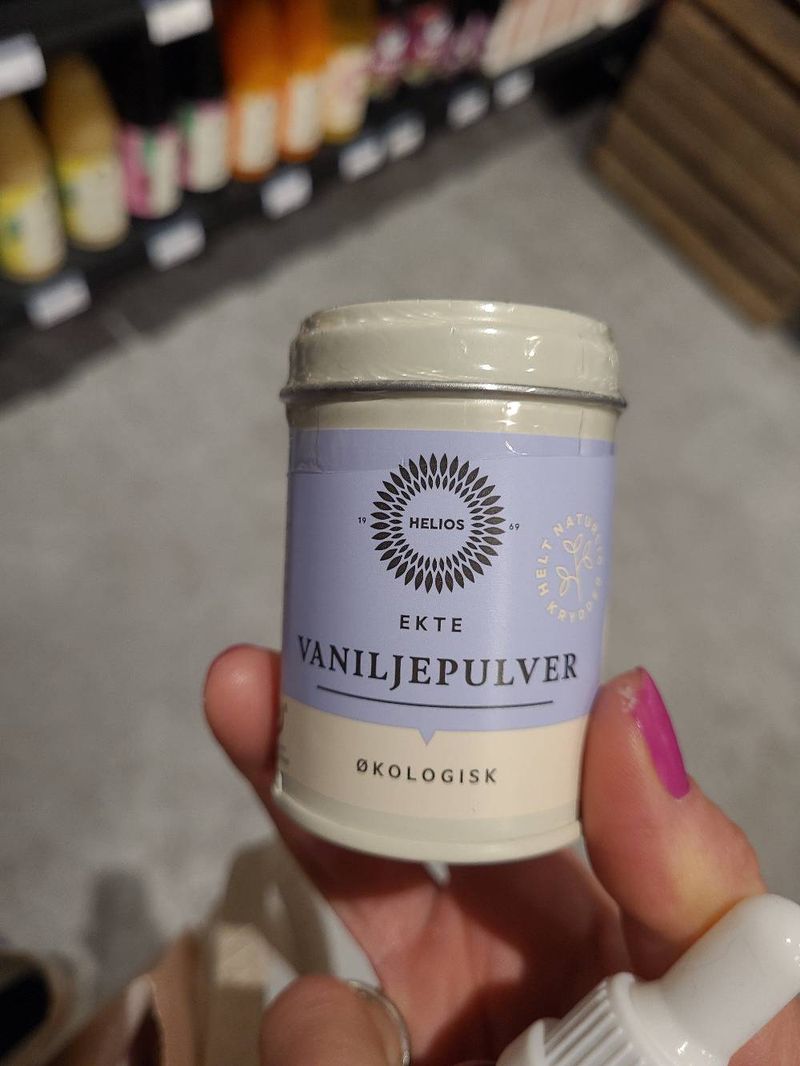 19 HELIOS 69
HELT NATURLIG KRYDDER
EKTE
VANILJEPULVER
ØKOLOGISK